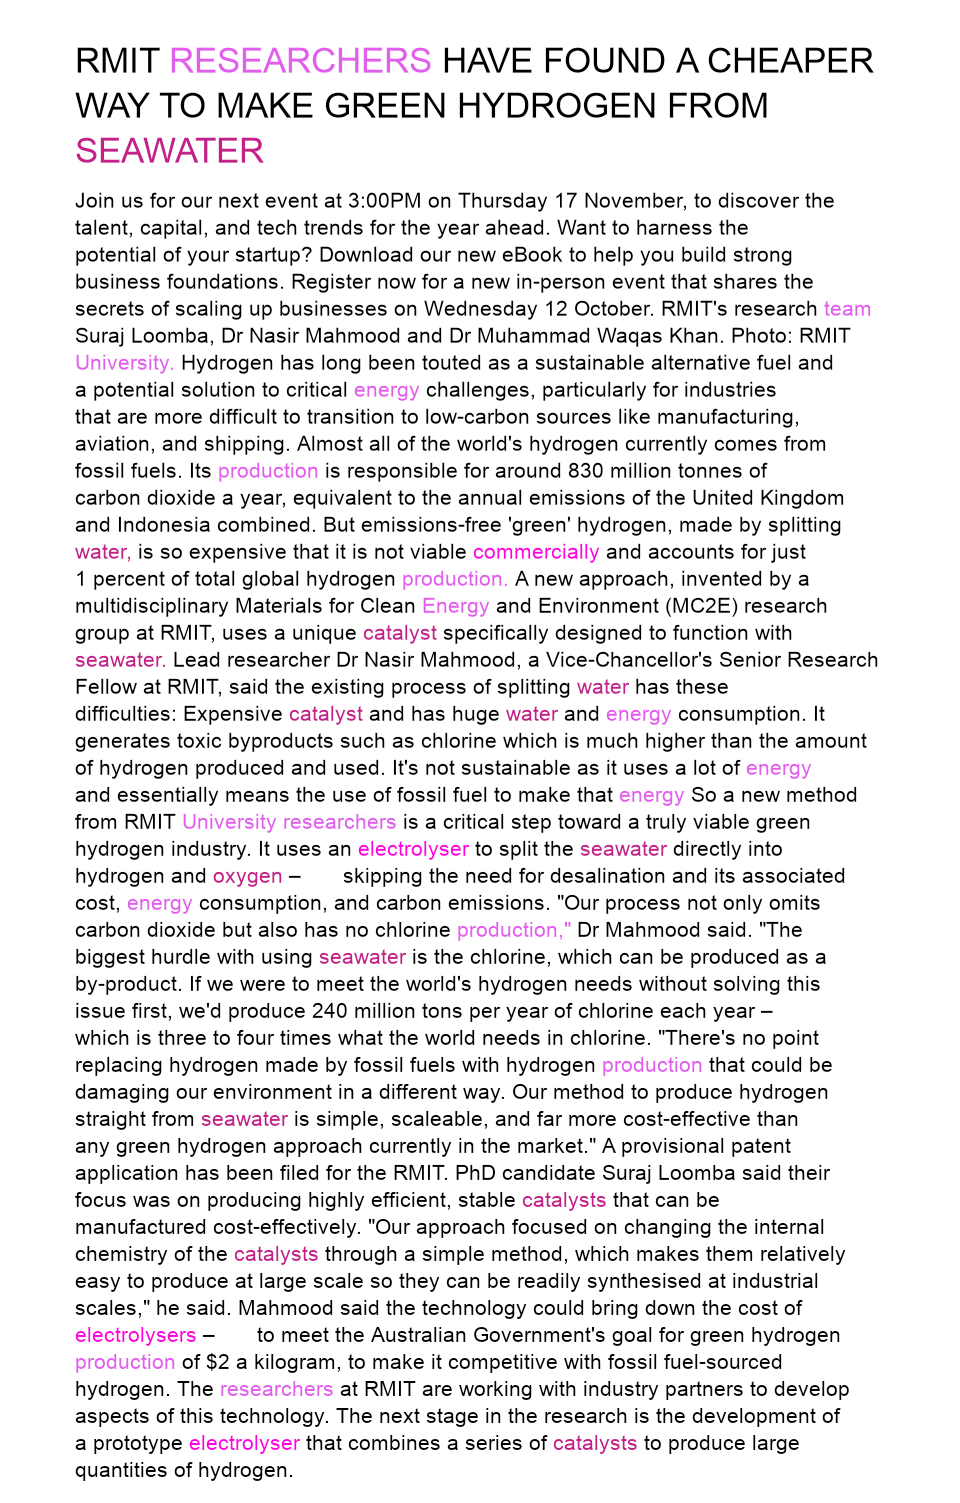 RMIT RESEARCHERS HAVE FOUND A CHEAPER
WAY TO MAKE GREEN HYDROGEN FROM
SEAWATER
Join us for our next event at 3:00PM on Thursday 17 November, to discover the
talent, capital, and tech trends for the year ahead. Want to harness the
potential of your startup? Download our new eBook to help you build strong
business foundations. Register now for a new in-person event that shares the
secrets of scaling up businesses on Wednesday 12 October. RMIT's research team
Suraj Loomba, Dr Nasir Mahmood and Dr Muhammad Waqas Khan. Photo: RMIT
University. Hydrogen has long been touted as a sustainable alternative fuel and
a potential solution to critical energy challenges, particularly for industries
that are more difficult to transition to low-carbon sources like manufacturing,
aviation, and shipping. Almost all of the world's hydrogen currently comes from
fossil fuels. Its production is responsible for around 830 million tonnes of
carbon dioxide a year, equivalent to the annual emissions of the United Kingdom
and Indonesia combined. But emissions-free 'green' hydrogen, made by splitting
water, is so expensive that it is not viable commercially and accounts for just
1 percent of total global hydrogen production. A new approach, invented by a
multidisciplinary Materials for Clean Energy and Environment (MC2E) research
group at RMIT, uses a unique catalyst specifically designed to function with
seawater. Lead researcher Dr Nasir Mahmood, a Vice-Chancellor's Senior Research
Fellow at RMIT, said the existing process of splitting water has these
difficulties: Expensive catalyst and has huge water and energy consumption. It
generates toxic byproducts such as chlorine which is much higher than the amount
of hydrogen produced and used. It's not sustainable as it uses a lot of energy
and essentially means the use of fossil fuel to make that energy So a new method
from RMIT University researchers is a critical step toward a truly viable green
hydrogen industry. It uses an electrolyser to split the seawater directly into
hydrogen and oxygen – skipping the need for desalination and its associated
cost, energy consumption, and carbon emissions. "Our process not only omits
carbon dioxide but also has no chlorine production," Dr Mahmood said. "The
biggest hurdle with using seawater is the chlorine, which can be produced as a
by-product. If we were to meet the world's hydrogen needs without solving this
issue first, we'd produce 240 million tons per year of chlorine each year –
which is three to four times what the world needs in chlorine. "There's no point
replacing hydrogen made by fossil fuels with hydrogen production that could be
damaging our environment in a different way. Our method to produce hydrogen
straight from seawater is simple, scaleable, and far more cost-effective than
any green hydrogen approach currently in the market." A provisional patent
application has been filed for the RMIT. PhD candidate Suraj Loomba said their
focus was on producing highly efficient, stable catalysts that can be
manufactured cost-effectively. "Our approach focused on changing the internal
chemistry of the catalysts through a simple method, which makes them relatively
easy to produce at large scale so they can be readily synthesised at industrial
scales," he said. Mahmood said the technology could bring down the cost of
electrolysers – to meet the Australian Government's goal for green hydrogen
production of $2 a kilogram, to make it competitive with fossil fuel-sourced
hydrogen. The researchers at RMIT are working with industry partners to develop
aspects of this technology. The next stage in the research is the development of
a prototype electrolyser that combines a series of catalysts to produce large
quantities of hydrogen.